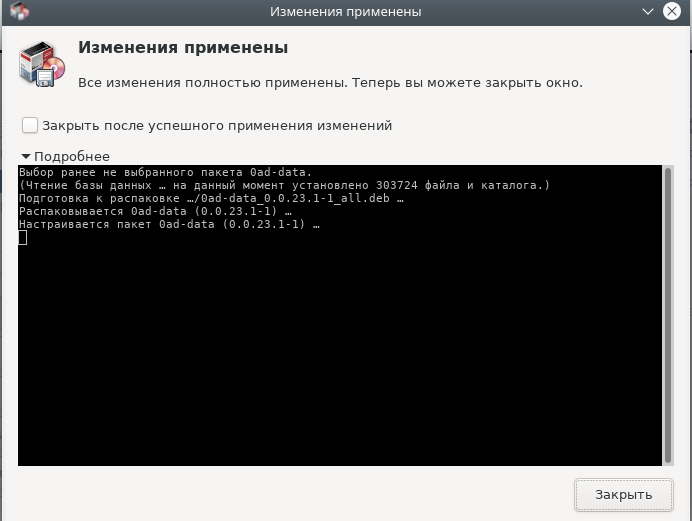 Изменения применены
Изменения применены
Все изменения полностью применены. Теперь вы можете закрыть окно.
Закрыть после успешного применения изменений
Подробнее
Выбор ранее не выбранного пакета 0ad-data.
(Чтение базы данных … на данный момент установлено 303724 файла и каталога.)
Подготовка к распаковке …/0ad-data_0.0.23.1-1_all.deb …
Распаковывается 0ad-data (0.0.23.1-1) …
Настраивается пакет 0ad-data (0.0.23.1-1) …
Закрыть